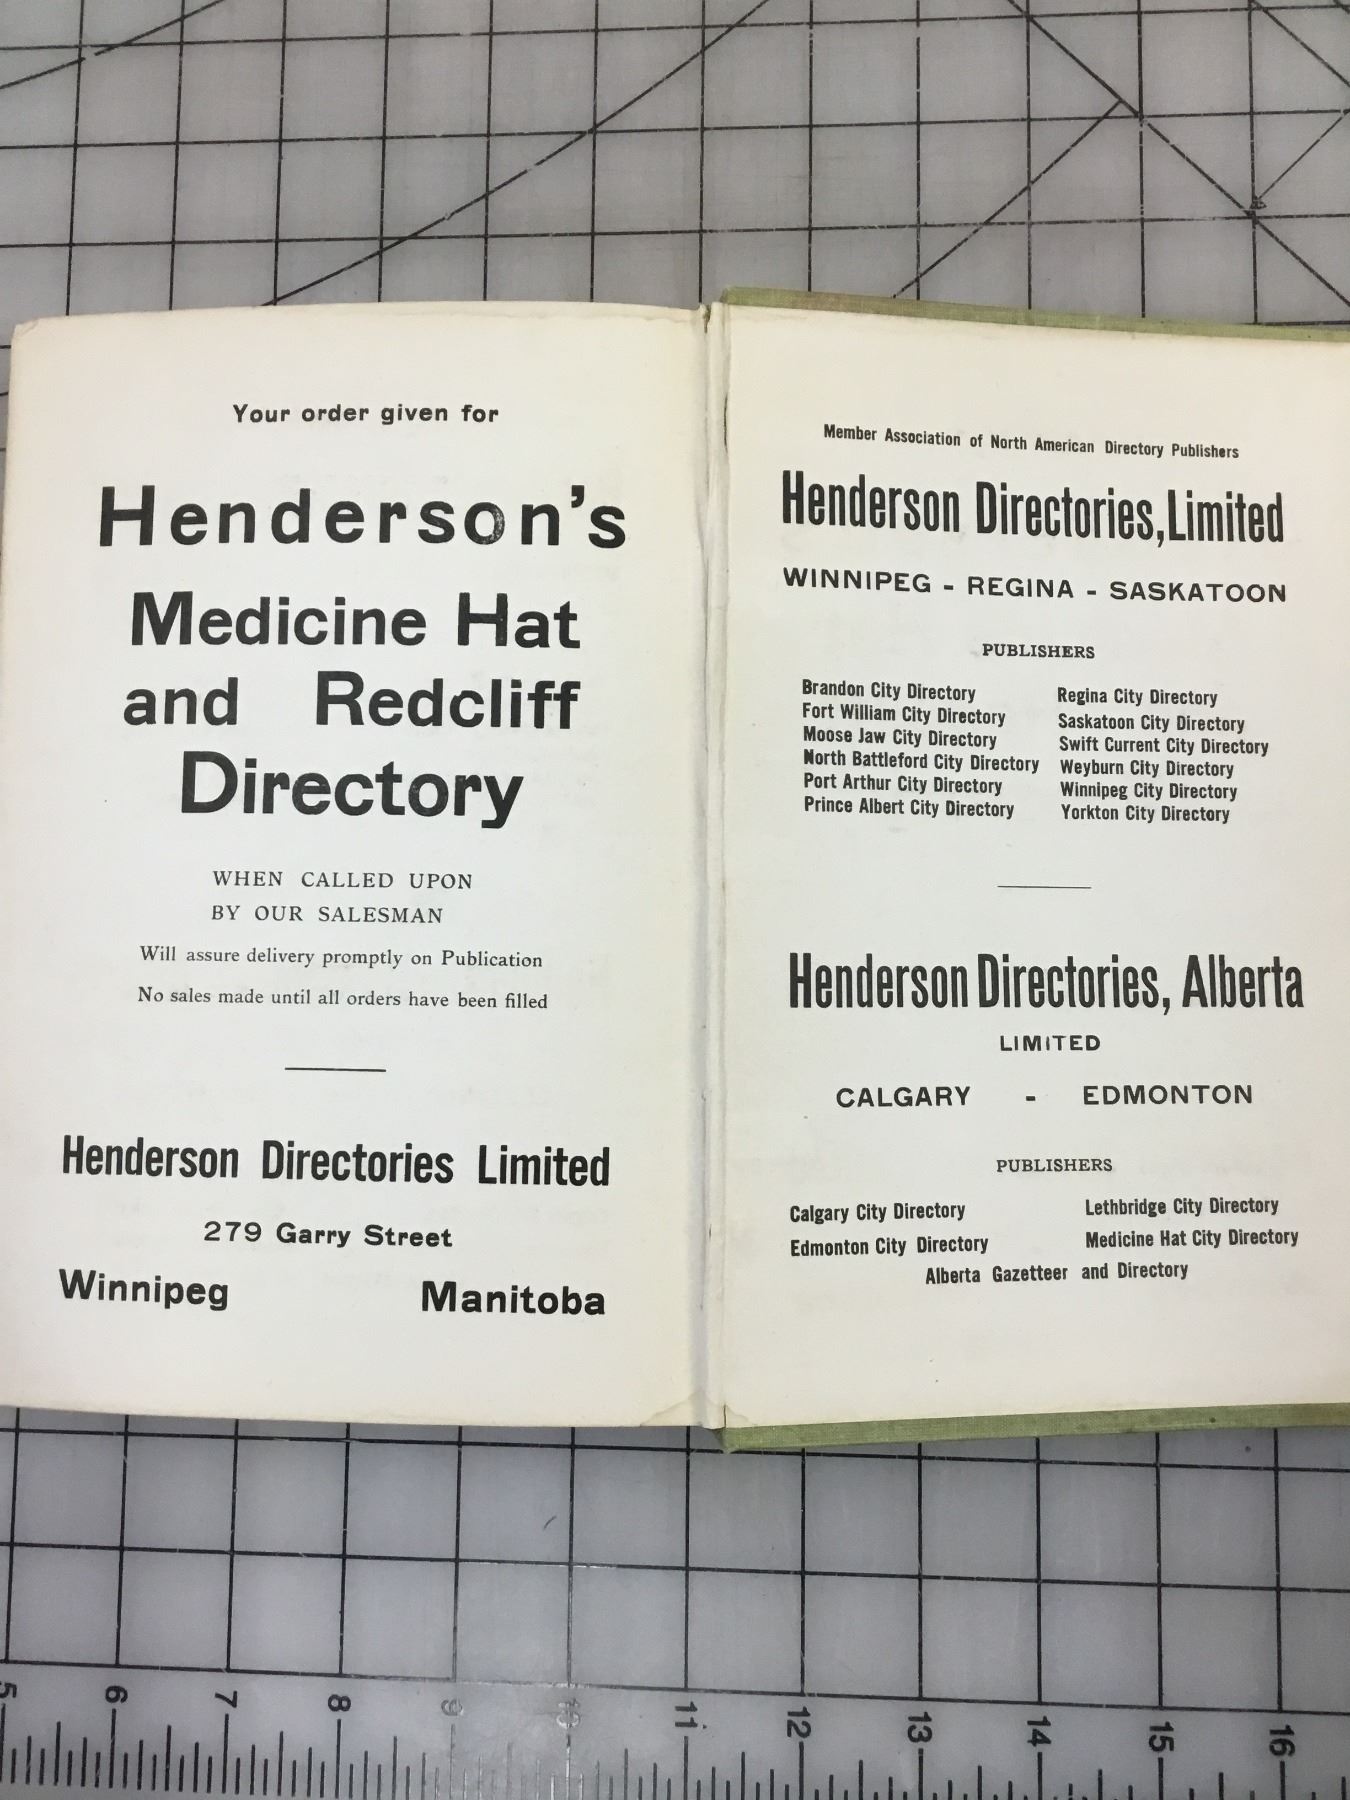 Your order given for
Henderson's
Medicine Hat
and Redcliff
Directory
WHEN CALLED UPON
BY OUR SALESMAN
Will assure delivery promptly on Publication
No sales made until all orders have been filled
Henderson Directories Limited
279 Garry Street
Winnipeg Manitoba
Member Association of North American Directory Publishers
Henderson Directories, Limited
WINNIPEG - REGINA - SASKATOON
PUBLISHERS
Brandon City Directory
Fort William City Directory
Moose Jaw City Directory
North Battleford City Directory
Port Arthur City Directory
Prince Albert City Directory
Regina City Directory
Saskatoon City Directory
Swift Current City Directory
Weyburn City Directory
Winnipeg City Directory
Yorkton City Directory
Henderson Directories, Alberta
LIMITED
CALGARY - EDMONTON
PUBLISHERS
Calgary City Directory
Edmonton City Directory
Lethbridge City Directory
Medicine Hat City Directory
Alberta Gazetteer and Directory
5 6 7 8 9 10 11 12 13 14 15 16